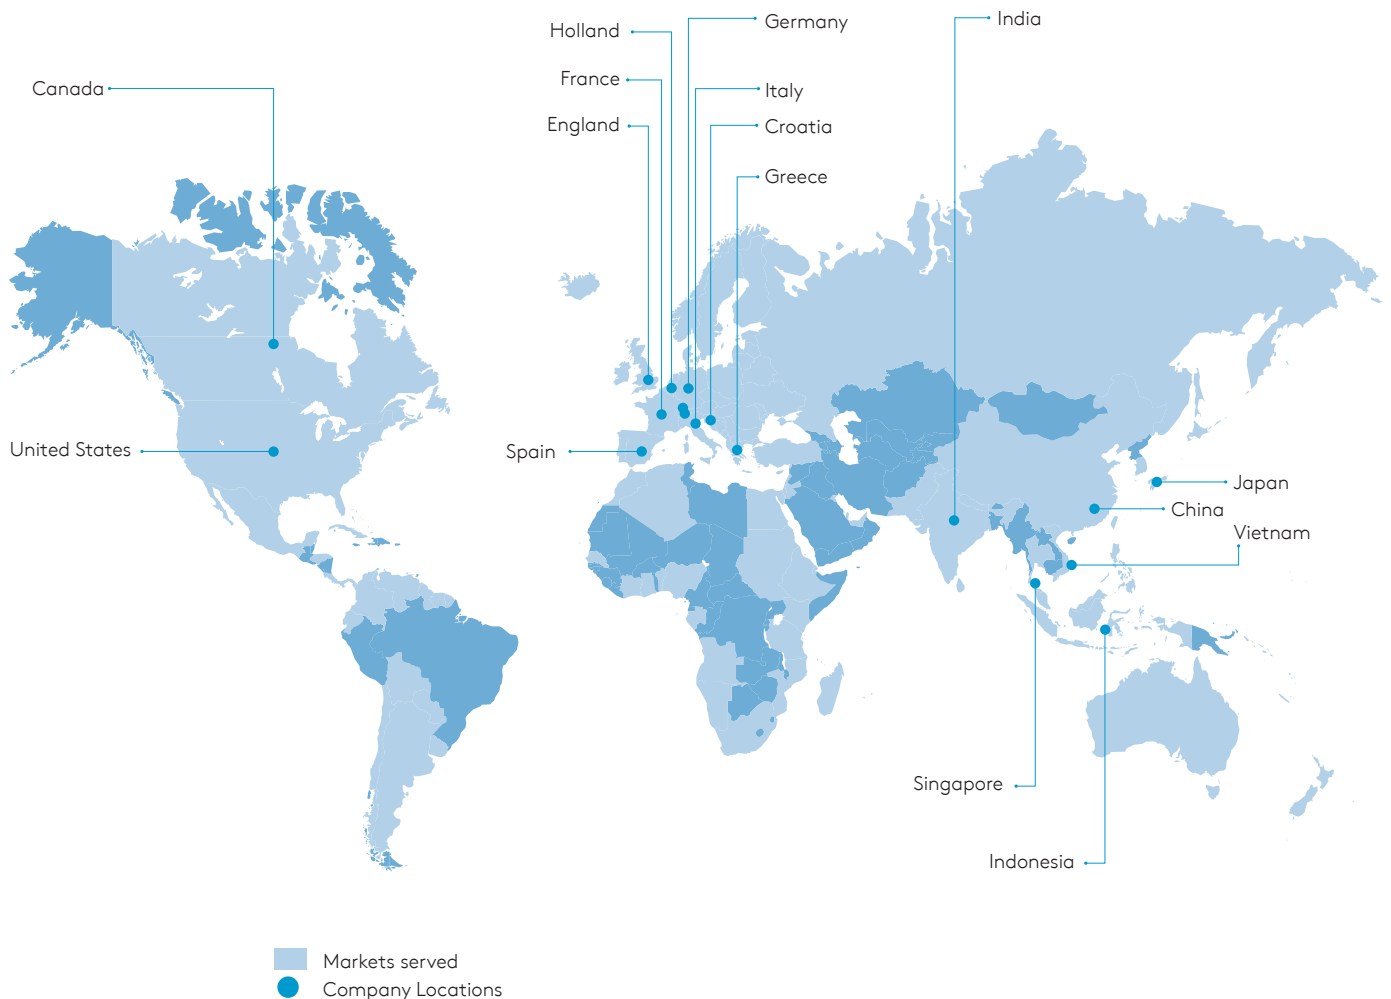 Germany
India
Holland
France
Canada
Italy
England
Croatia
Greece
United States
Spain
Japan
China
Vietnam
Singapore
Indonesia
Markets served
Company Locations